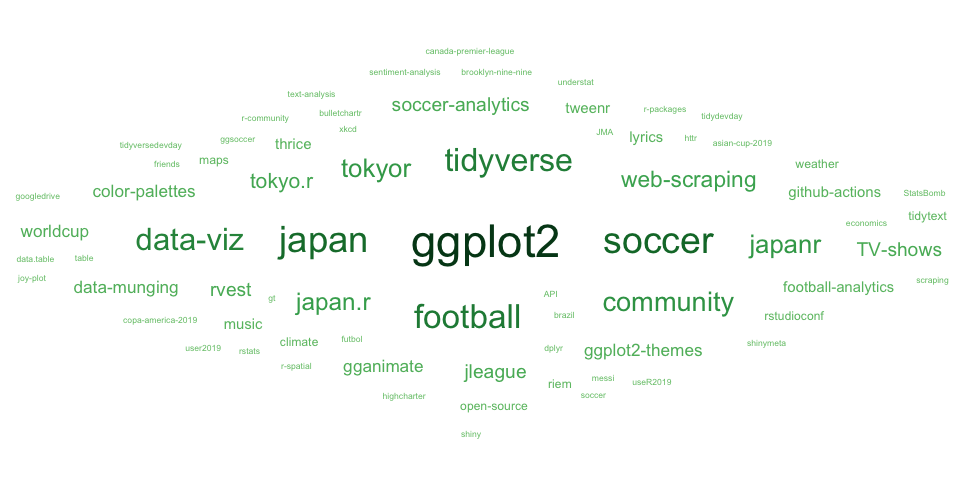 canada-premier-league
sentiment-analysis
brooklyn-nine-nine
understat
text-analysis
soccer-analytics
tweenr
r-packages
bulletchartr
r-community
tidydevday
xkcd
JMA
lyrics
httr
asian-cup-2019
ggsoccer
thrice
tidyversedevday
friends
maps
tokyor
tidyverse
weather
color-palettes
tokyo.r
web-scraping
github-actions
StatsBomb
googledrive
tidytext
economics
worldcup
data-viz
japan
ggplot2
soccer
japanr
TV-shows
data.table
table
joy-plot
data-munging
rvest
gt
japan.r
API
community
football-analytics
scraping
copa-america-2019
music
football
brazil
rstudioconf
climate
futbol
user2019
rstats
dplyr
ggplot2-themes
shinymeta
r-spatial
gganimate
jleague
riem
messi
useR2019
highcharter
soccer
open-source
shiny